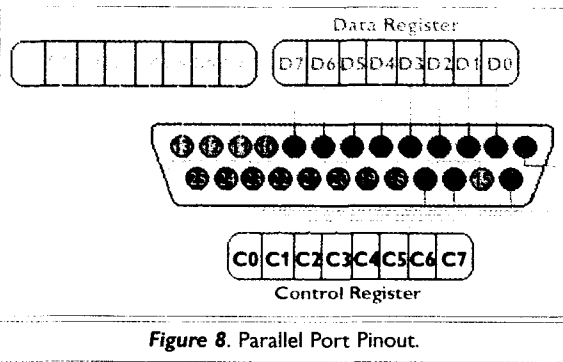 Data Register
D7 D6 D5 D4 D3 D2 D1 D0
13 12 11 10
25 24 23 22 21 20 19 18 15
C0 C1 C2 C3 C4 C5 C6 C7
Control Register
Figure 8. Parallel Port Pinout.